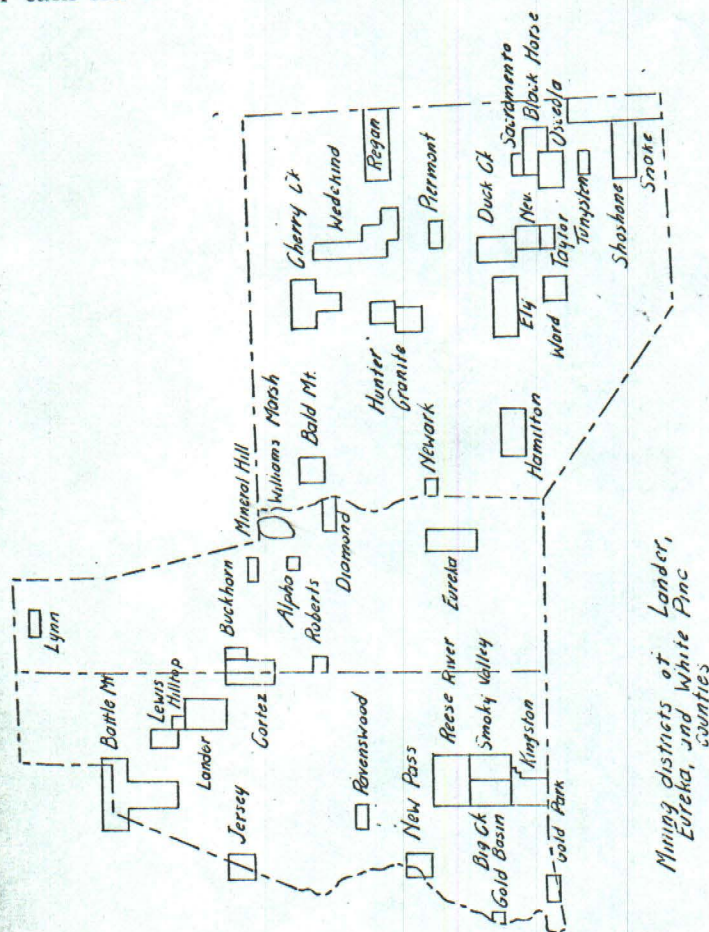 Lynn
Battle Mt
Lewis
Hilltop
Lander
Buckhorn
Mineral Hill
Williams Marsh
Jersey
Cortez
Alpha
Roberts
Bald Mt.
Diamond
Cherry Ck
Wedekind
Regan
Ravenswood
Hunter
Granite
New Pass
Newark
Piermont
Reese River
Smoky Valley
Eureka
Big Ck
Gold Basin
Kingston
Gold Park
Hamilton
Duck Ck
Nev.
Ely
Ward
Taylor
Sacramento
Black Horse
Osceola
Tungsten
Shoshone
Snake
Mining districts of Lander,
Eureka, and White Pine
counties